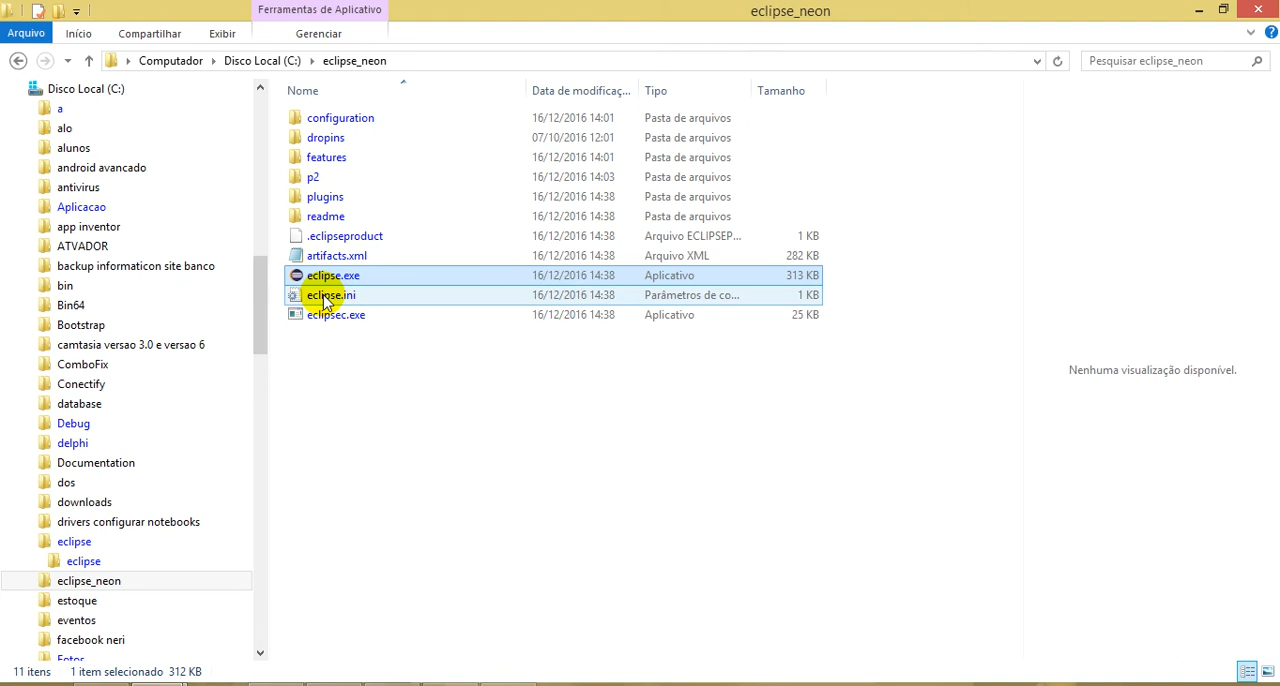 Ferramentas de Aplicativo
eclipse_neon
Arquivo Início Compartilhar Exibir Gerenciar
Computador Disco Local (C:) eclipse_neon
Pesquisar eclipse_neon
Disco Local (C:)
a
alo
alunos
android avancado
antivirus
Aplicacao
app inventor
ATVADOR
backup informaticon site banco
bin
Bin64
Bootstrap
camtasia versao 3.0 e versao 6
ComboFix
Conectify
database
Debug
delphi
Documentation
dos
downloads
drivers configurar notebooks
eclipse
eclipse
eclipse_neon
estoque
eventos
facebook neri
Fotos
Nome Data de modificaç... Tipo Tamanho
configuration 16/12/2016 14:01 Pasta de arquivos
dropins 07/10/2016 12:01 Pasta de arquivos
features 16/12/2016 14:01 Pasta de arquivos
p2 16/12/2016 14:03 Pasta de arquivos
plugins 16/12/2016 14:38 Pasta de arquivos
readme 16/12/2016 14:38 Pasta de arquivos
.eclipseproduct 16/12/2016 14:38 Arquivo ECLIPSEP... 1 KB
artifacts.xml 16/12/2016 14:38 Arquivo XML 282 KB
eclipse.exe 16/12/2016 14:38 Aplicativo 313 KB
eclipse.ini 16/12/2016 14:38 Parâmetros de co... 1 KB
eclipsec.exe 16/12/2016 14:38 Aplicativo 25 KB
Nenhuma visualização disponível.
11 itens 1 item selecionado 312 KB